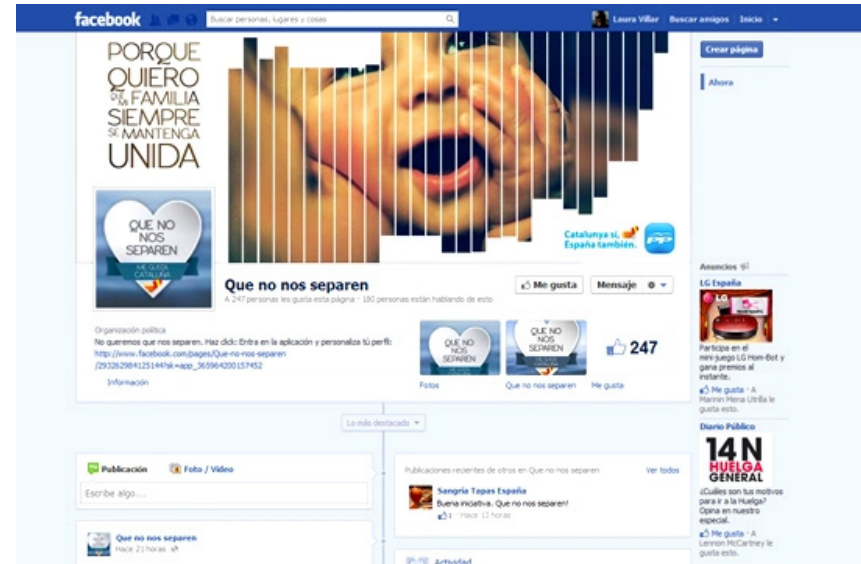 facebook
Buscar personas, lugares y cosas
Laura Villar Buscar amigos Inicio
PORQUE
QUIERO
QUE MI FAMILIA
SIEMPRE
SE MANTENGA
UNIDA
Crear página
Ahora
QUE NO
NOS
SEPAREN
ME GUSTA
CATALUÑA
Catalunya sí,
España también.
pp
Que no nos separen
A 247 personas les gusta esta página · 180 personas están hablando de esto
Me gusta Mensaje
Organización política
No queremos que nos separen. Haz click: Entra en la aplicación y personaliza tú perfil:
http://www.facebook.com/pages/Que-no-nos-separen
/293262984125144?sk=app_365964200157452
Información
QUE NO
NOS
SEPAREN
Fotos
QUE NO
NOS
SEPAREN
Que no nos separen
247
Me gusta
Anuncios
LG España
LG
Participa en el
mini-juego LG Hom-Bot y
gana premios al
instante.
Me gusta · A
Marmin Mena Utrilla le
gusta esto.
Diario Público
14N
HUELGA
GENERAL
¿Cuáles son tus motivos
para ir a la Huelga?
Opina en nuestro
especial.
Me gusta · A
Lennon McCartney le
gusta esto.
Lo más destacado
Publicación Foto / Vídeo
Escribe algo...
Que no nos separen
Hace 21 horas
Publicaciones recientes de otros en Que no nos separen Ver todos
Sangría Tapas España
Buena iniciativa. Que no nos separen!
1 · Hace 12 horas
Actividad